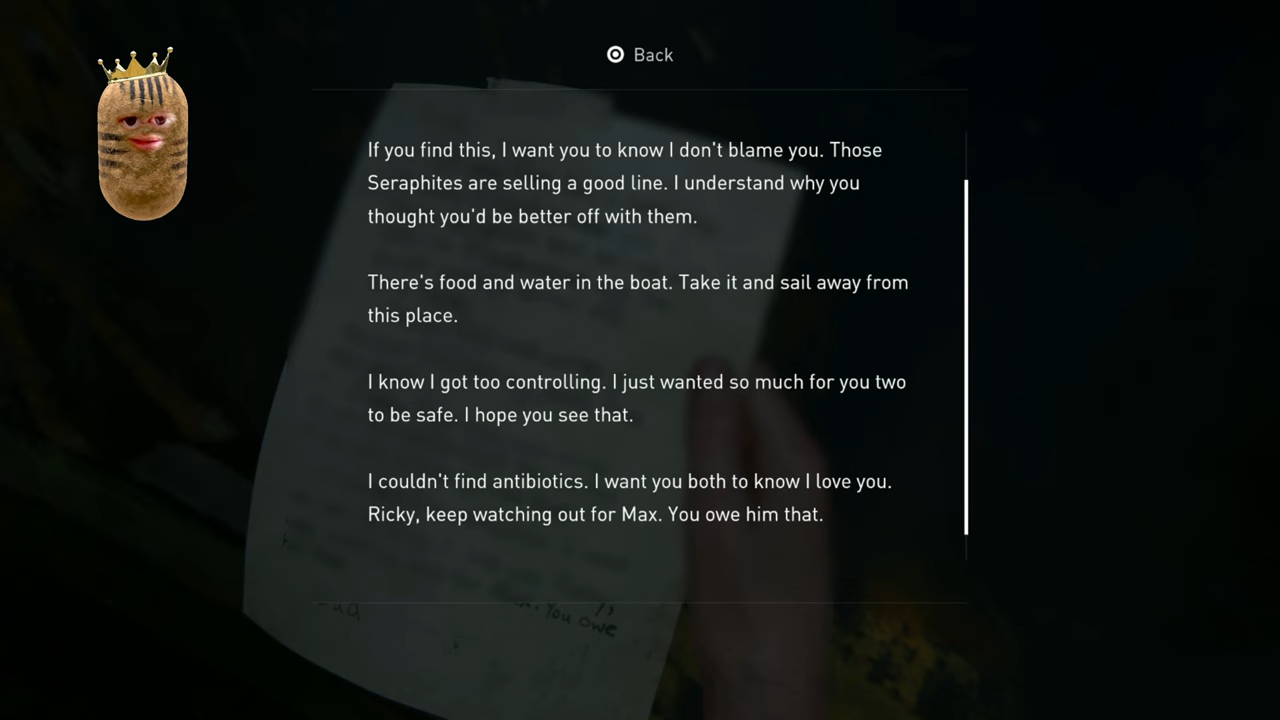 Back
If you find this, I want you to know I don't blame you. Those
Seraphites are selling a good line. I understand why you
thought you'd be better off with them.
There's food and water in the boat. Take it and sail away from
this place.
I know I got too controlling. I just wanted so much for you two
to be safe. I hope you see that.
I couldn't find antibiotics. I want you both to know I love you.
Ricky, keep watching out for Max. You owe him that.
You owe